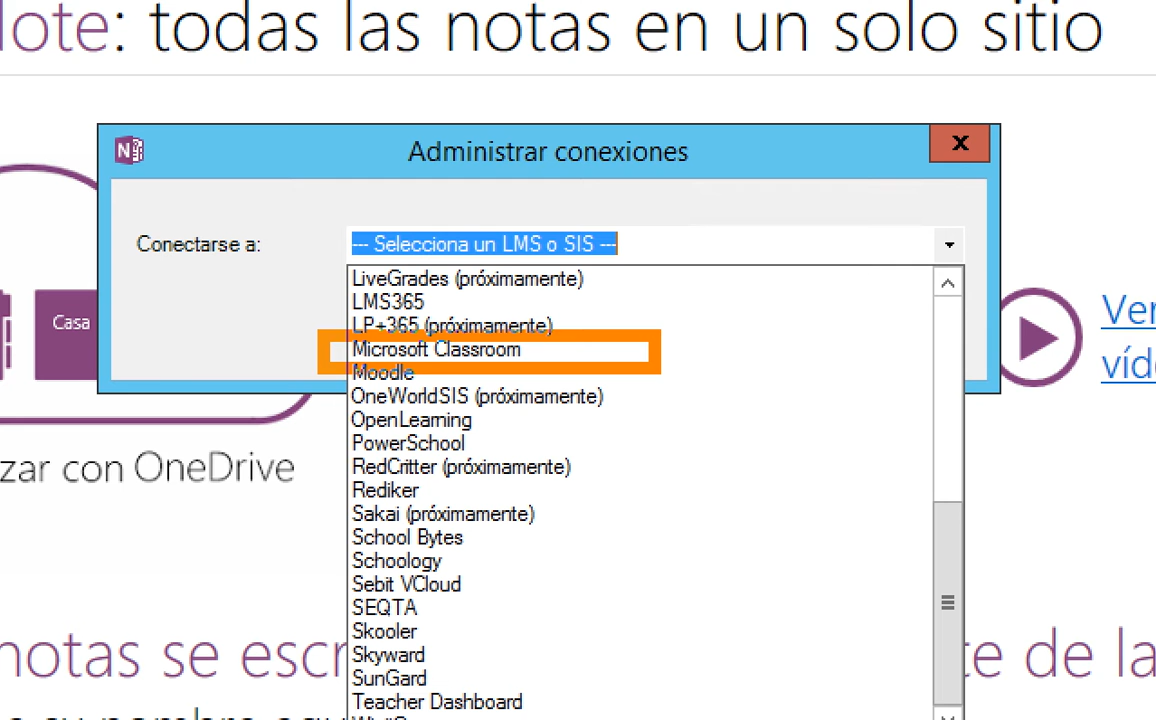 lote: todas las notas en un solo sitio
N
Administrar conexiones
x
Conectarse a:
--- Selecciona un LMS o SIS ---
LiveGrades (próximamente)
LMS365
LP+365 (próximamente)
Microsoft Classroom
Moodle
OneWorldSIS (próximamente)
OpenLearning
PowerSchool
RedCritter (próximamente)
Rediker
Sakai (próximamente)
School Bytes
Schoology
Sebit VCloud
SEQTA
Skooler
Skyward
SunGard
Teacher Dashboard
Casa
Ver
víd
zar con OneDrive
notas se escr
te de la